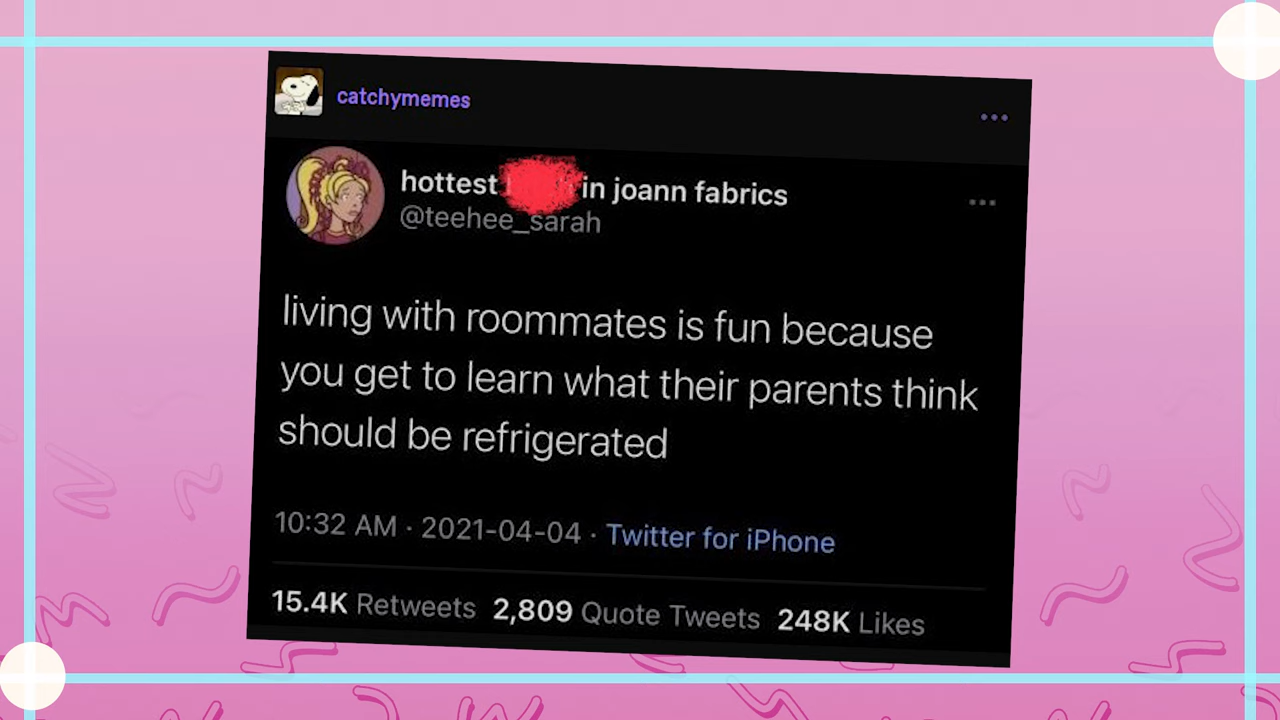 catchymemes
hottest in joann fabrics
@teehee_sarah
living with roommates is fun because
you get to learn what their parents think
should be refrigerated
10:32 AM · 2021-04-04 · Twitter for iPhone
15.4K Retweets 2,809 Quote Tweets 248K Likes